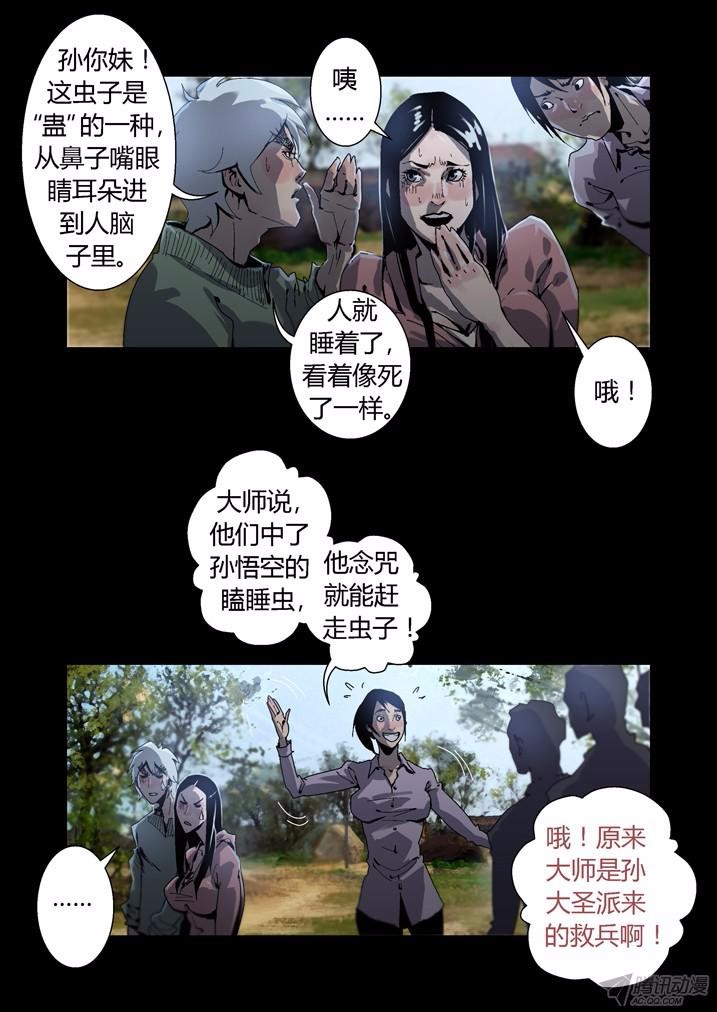 孙你妹！
这虫子是
“蛊”的一种，
从鼻子嘴眼
睛耳朵进
到人脑
子里。
咦
……
人就
睡着了，
看着像死
了一样。
哦！
大师说，
他们中了
孙悟空的
瞌睡虫，
他念咒
就能赶
走虫子！
……
哦！原来
大师是孙
大圣派来
的救兵啊！
腾讯动漫